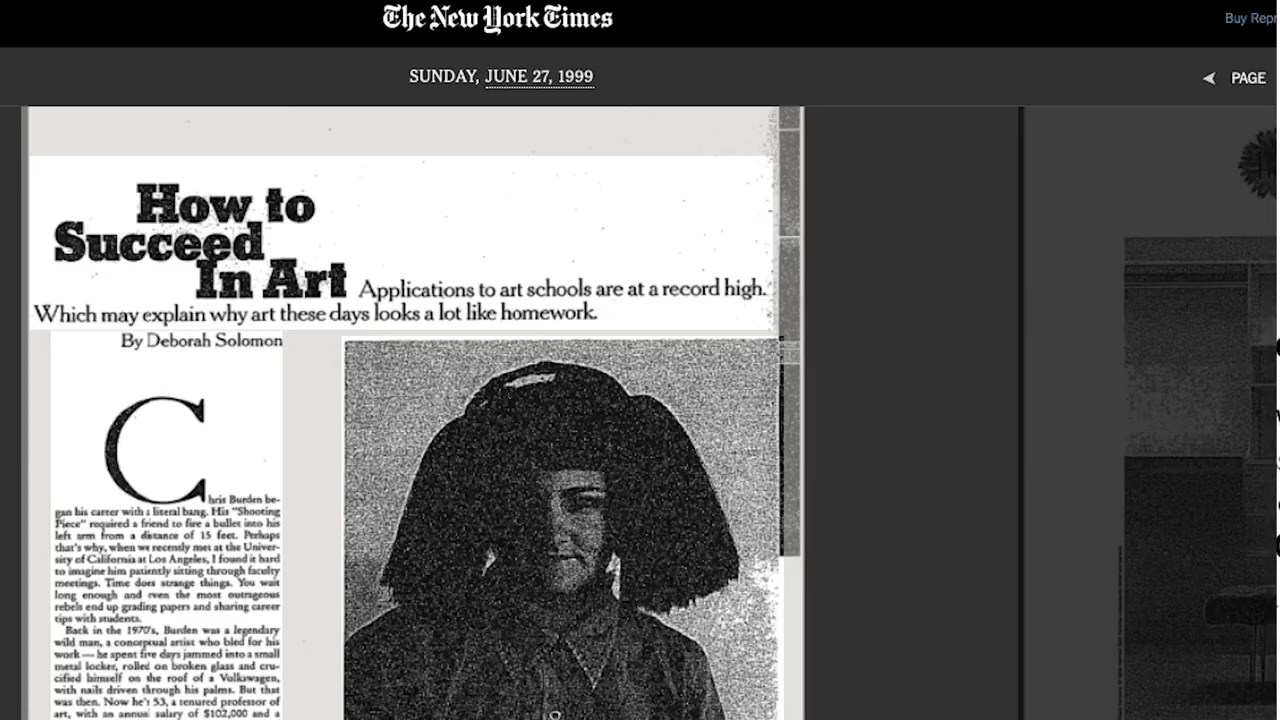 The New York Times
Buy Repr
SUNDAY, JUNE 27, 1999
PAGE
How to
Succeed
In Art
Applications to art schools are at a record high.
Which may explain why art these days looks a lot like homework.
By Deborah Solomon
Chris Burden be-
gan his career with a literal bang. His "Shooting
Piece" required a friend to fire a bullet into his
left arm from a distance of 15 feet. Perhaps
that's why, when we recently met at the Univer-
sity of California at Los Angeles, I found it hard
to imagine him patiently sitting through faculty
meetings. Time does strange things. You wait
long enough and even the most outrageous
rebels end up grading papers and sharing career
tips with students.
Back in the 1970's, Burden was a legendary
wild man, a conceptual artist who bled for his
work — he spent five days jammed into a small
metal locker, rolled on broken glass and cru-
cified himself on the roof of a Volkswagen,
with nails driven through his palms. But that
was then. Now he's 53, a tenured professor of
art, with an annual salary of $102,000 and a